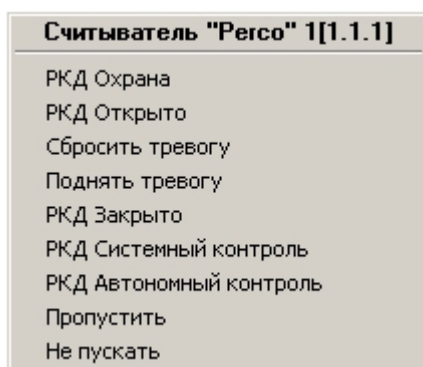 Считыватель "Perco" 1[1.1.1]
РКД Охрана
РКД Открыто
Сбросить тревогу
Поднять тревогу
РКД Закрыто
РКД Системный контроль
РКД Автономный контроль
Пропустить
Не пускать